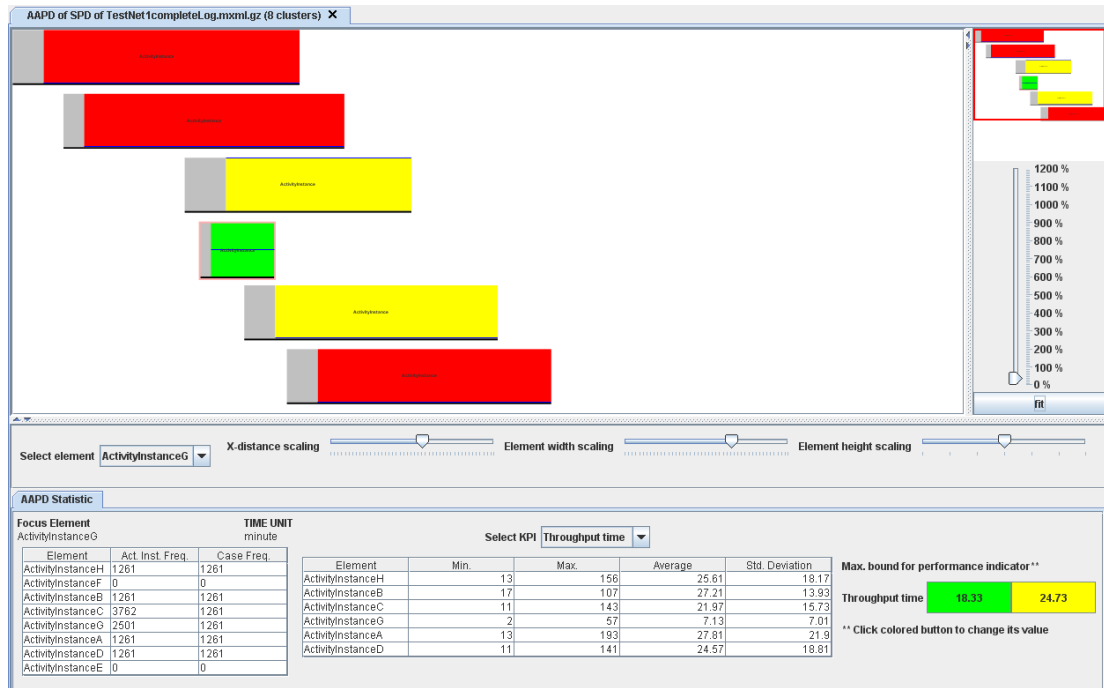 AAPD of SPD of TestNet1completeLog.mxml.gz (8 clusters) ✕
ActivityInstance
ActivityInstance
ActivityInstance
ActivityInstance
ActivityInstance
ActivityInstance
1200 %
1100 %
1000 %
900 %
800 %
700 %
600 %
500 %
400 %
300 %
200 %
100 %
0 %
fit
Select element ActivityInstanceG X-distance scaling Element width scaling Element height scaling
AAPD Statistic
Focus Element TIME UNIT
ActivityInstanceG minute
Select KPI Throughput time
Element Act. Inst. Freq. Case Freq.
ActivityInstanceH 1261 1261
ActivityInstanceF 0 0
ActivityInstanceB 1261 1261
ActivityInstanceC 3762 1261
ActivityInstanceG 2501 1261
ActivityInstanceA 1261 1261
ActivityInstanceD 1261 1261
ActivityInstanceE 0 0
Element Min. Max. Average Std. Deviation
ActivityInstanceH 13 156 25.61 18.17
ActivityInstanceB 17 107 27.21 13.93
ActivityInstanceC 11 143 21.97 15.73
ActivityInstanceG 2 57 7.13 7.01
ActivityInstanceA 13 193 27.81 21.9
ActivityInstanceD 11 141 24.57 18.81
Max. bound for performance indicator**
Throughput time 18.33 24.73
** Click colored button to change its value